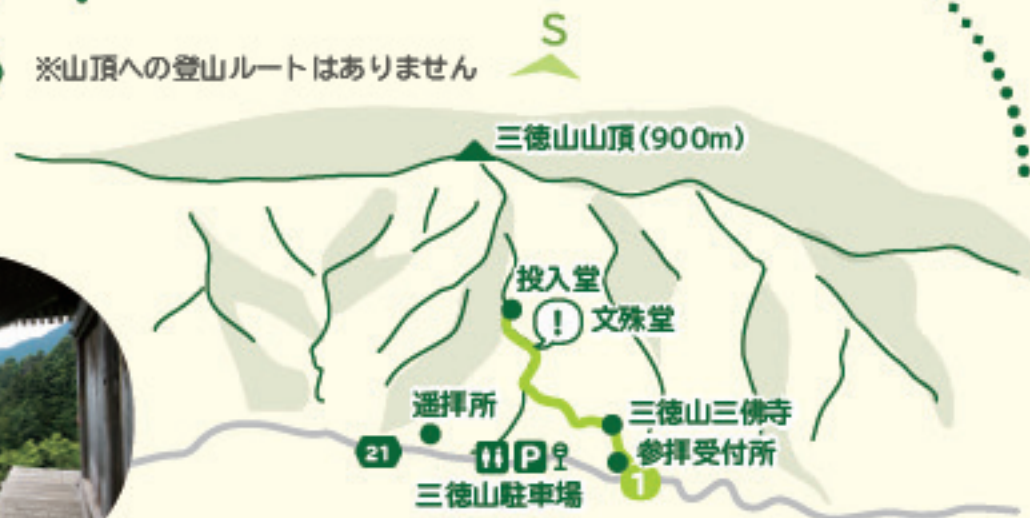 S
※山頂への登山ルートはありません
三徳山山頂(900m)
投入堂
!
文殊堂
遥拝所
三徳山三佛寺
21
P
参拝受付所
1
三徳山駐車場